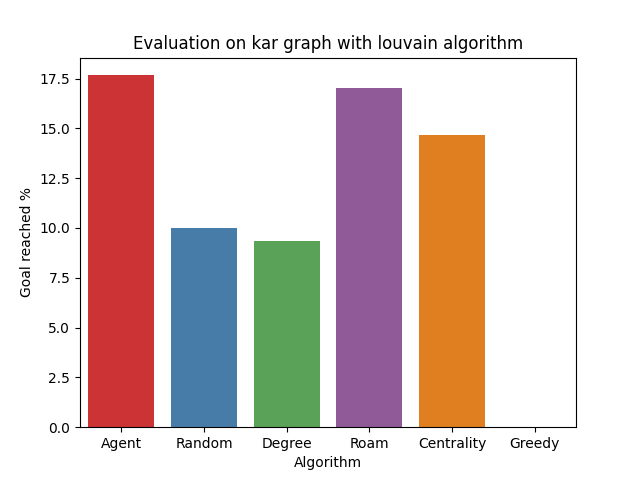 Evaluation on kar graph with louvain algorithm
Goal reached %
17.5
15.0
12.5
10.0
7.5
5.0
2.5
0.0
Agent Random Degree Roam Centrality Greedy
Algorithm